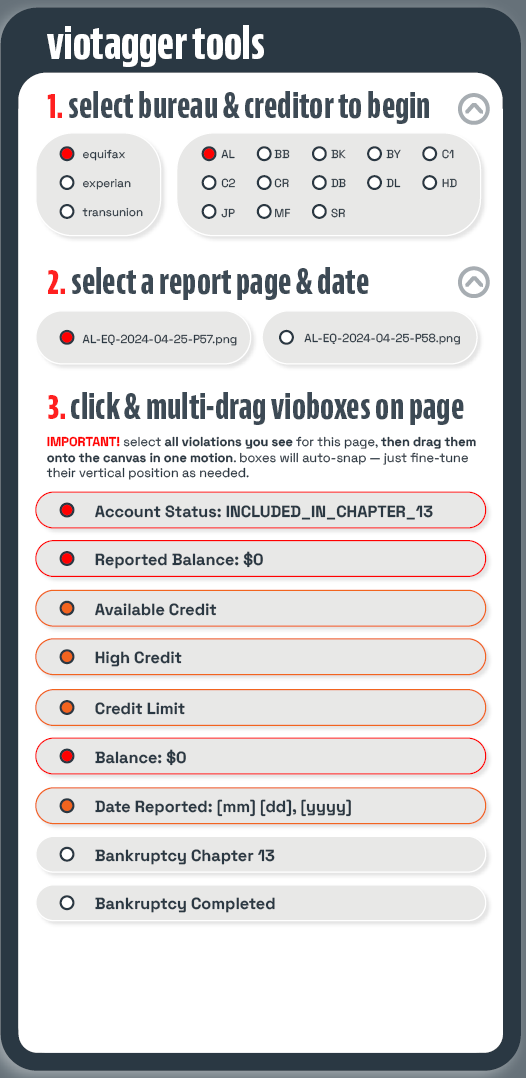 viotagger tools
1. select bureau & creditor to begin
equifax
experian
transunion
AL BB BK BY C1
C2 CR DB DL HD
JP MF SR
2. select a report page & date
AL-EQ-2024-04-25-P57.png
AL-EQ-2024-04-25-P58.png
3. click & multi-drag vioboxes on page
IMPORTANT! select all violations you see for this page, then drag them
onto the canvas in one motion. boxes will auto-snap — just fine-tune
their vertical position as needed.
Account Status: INCLUDED_IN_CHAPTER_13
Reported Balance: $0
Available Credit
High Credit
Credit Limit
Balance: $0
Date Reported: [mm] [dd], [yyyy]
Bankruptcy Chapter 13
Bankruptcy Completed